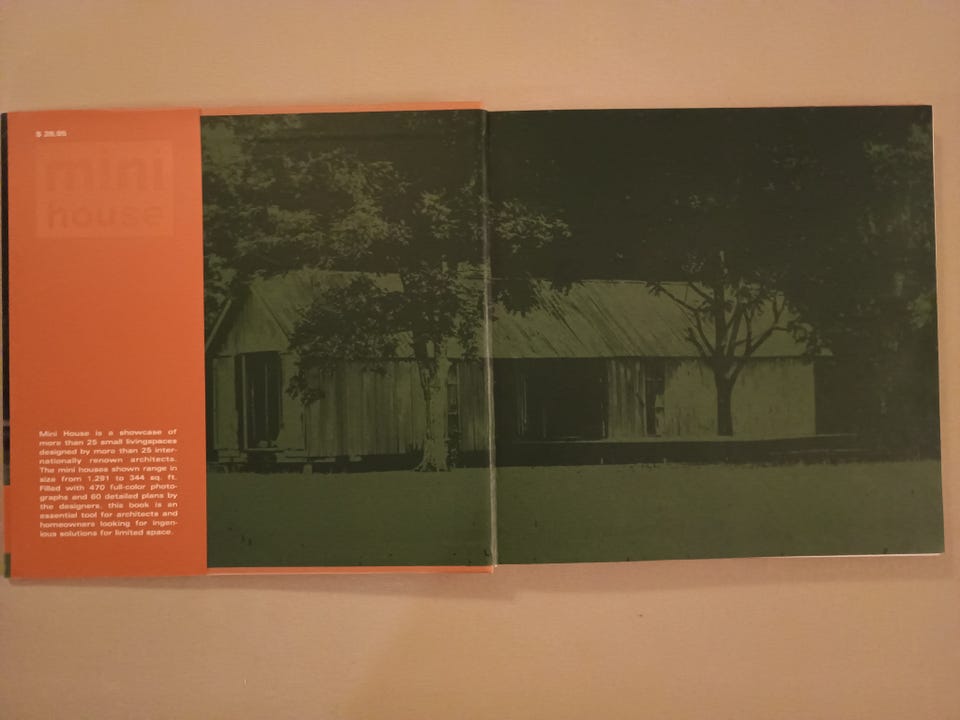 $ 29.95
mini
house
Mini House is a showcase of
more than 25 small livingspaces
designed by more than 25 inter-
nationally renown architects.
The mini houses shown range in
size from 1,291 to 344 sq. ft.
Filled with 470 full-color photo-
graphs and 60 detailed plans by
the designers, this book is an
essential tool for architects and
homeowners looking for ingen-
ious solutions for limited space.